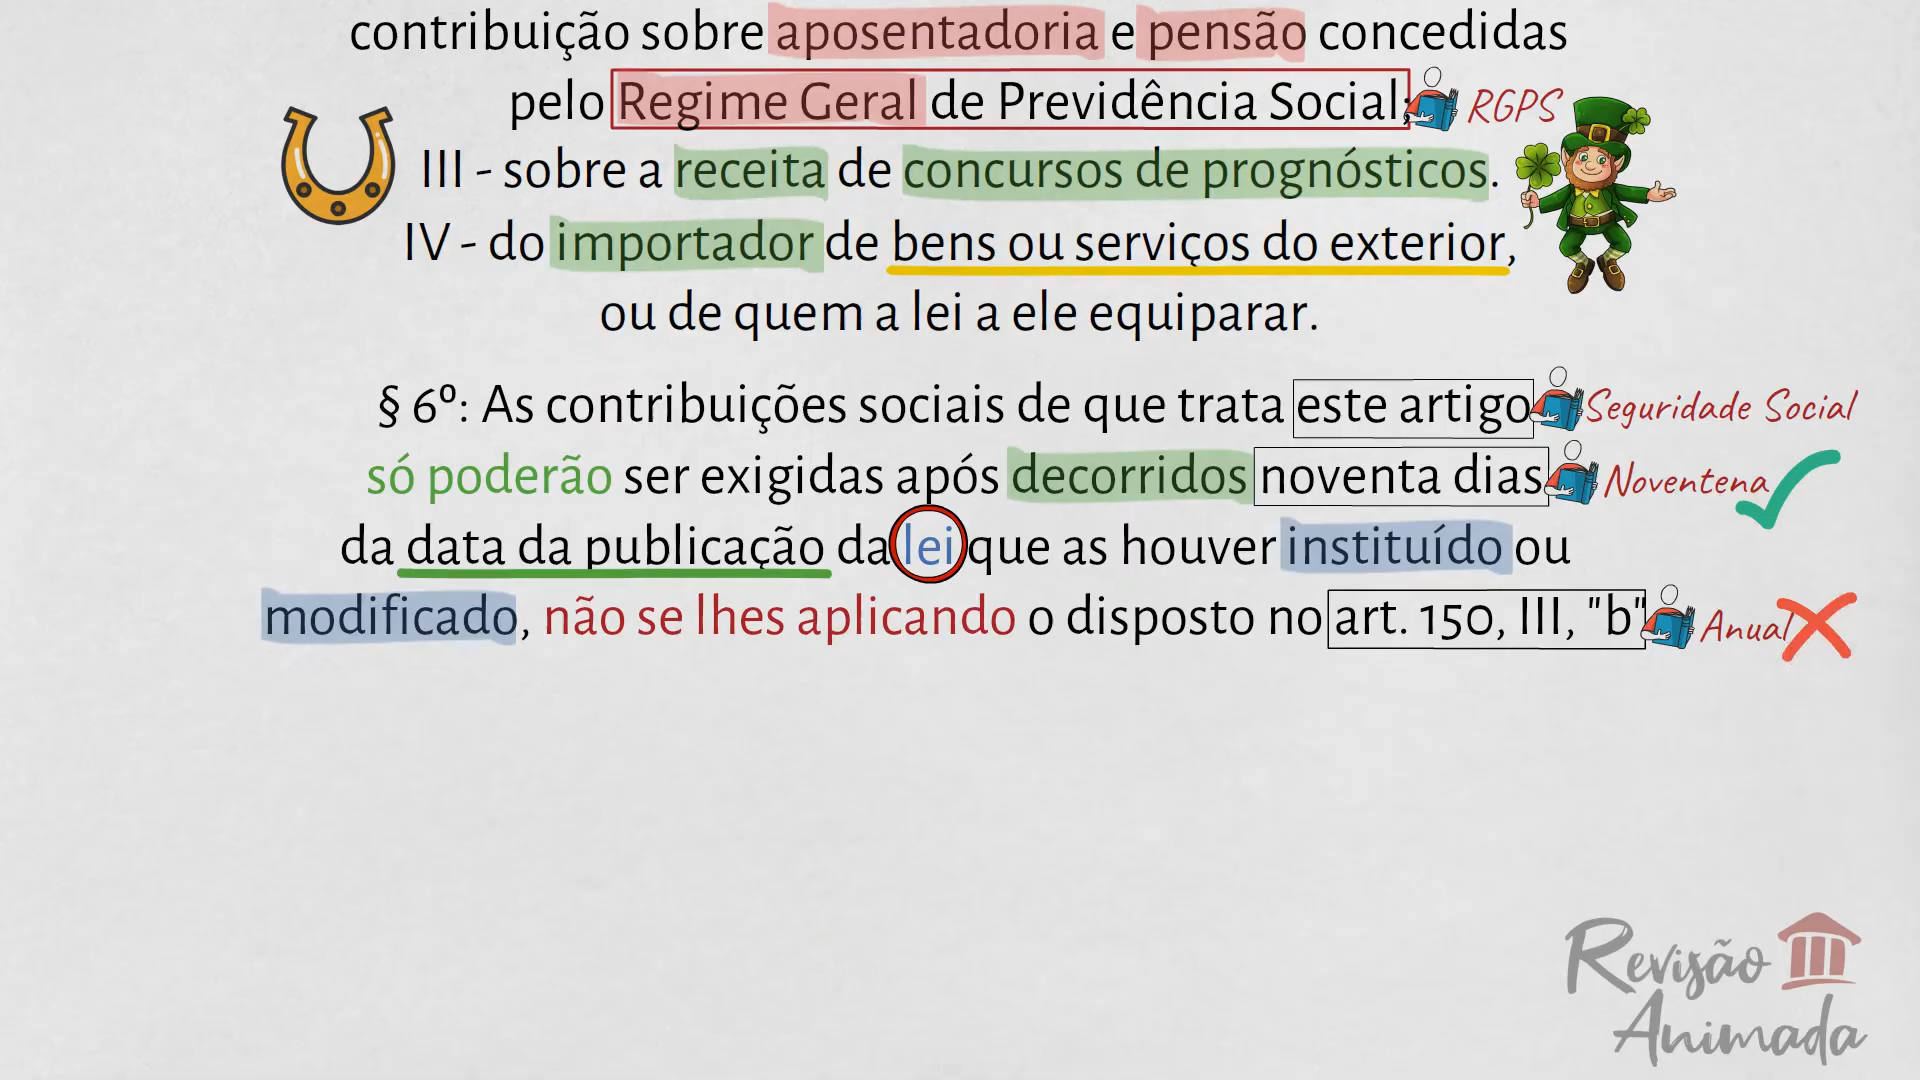 contribuição sobre aposentadoria e pensão concedidas
pelo Regime Geral de Previdência Social; RGPS
III - sobre a receita de concursos de prognósticos.
IV - do importador de bens ou serviços do exterior,
ou de quem a lei a ele equiparar.
§ 6º: As contribuições sociais de que trata este artigo Seguridade Social
só poderão ser exigidas após decorridos noventa dias Noventena
da data da publicação da lei que as houver instituído ou
modificado, não se lhes aplicando o disposto no art. 150, III, "b" Anual
Revisão
Animada